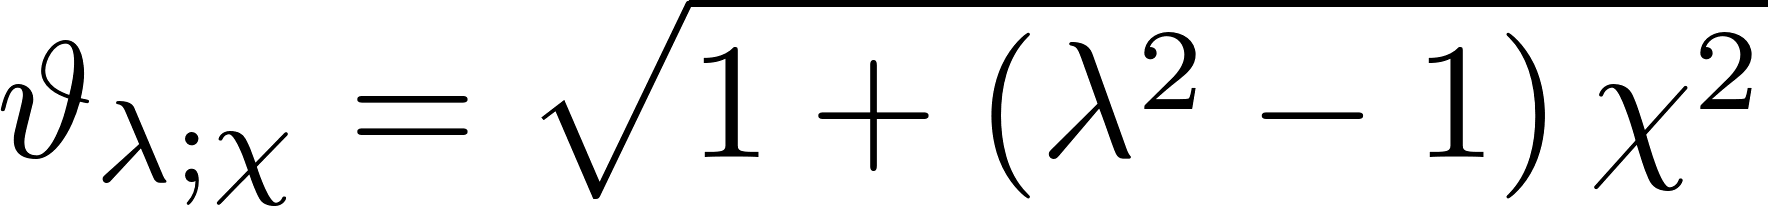 ϑ_{λ;χ} = √(1 + (λ² − 1) χ²)